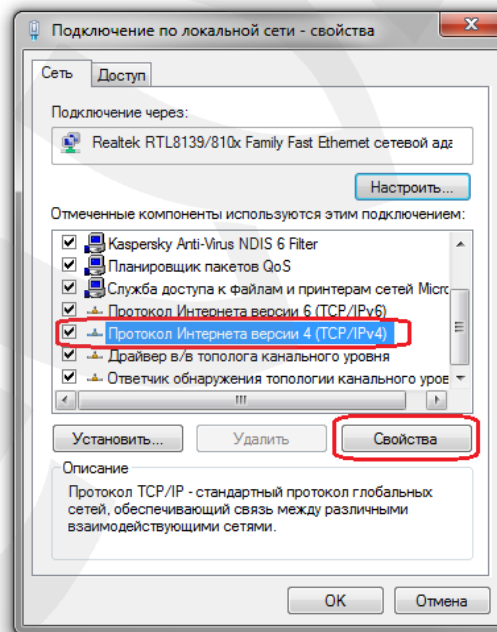 Подключение по локальной сети - свойства
Сеть
Доступ
Подключение через:
Realtek RTL8139/810x Family Fast Ethernet сетевой ада
Настроить...
Отмеченные компоненты используются этим подключением:
Kaspersky Anti-Virus NDIS 6 Filter
Планировщик пакетов QoS
Служба доступа к файлам и принтерам сетей Micro
Протокол Интернета версии 6 (TCP/IPv6)
Протокол Интернета версии 4 (TCP/IPv4)
Драйвер в/в тополога канального уровня
Ответчик обнаружения топологии канального уров
Установить...
Удалить
Свойства
Описание
Протокол TCP/IP - стандартный протокол глобальных
сетей, обеспечивающий связь между различными
взаимодействующими сетями.
OK
Отмена